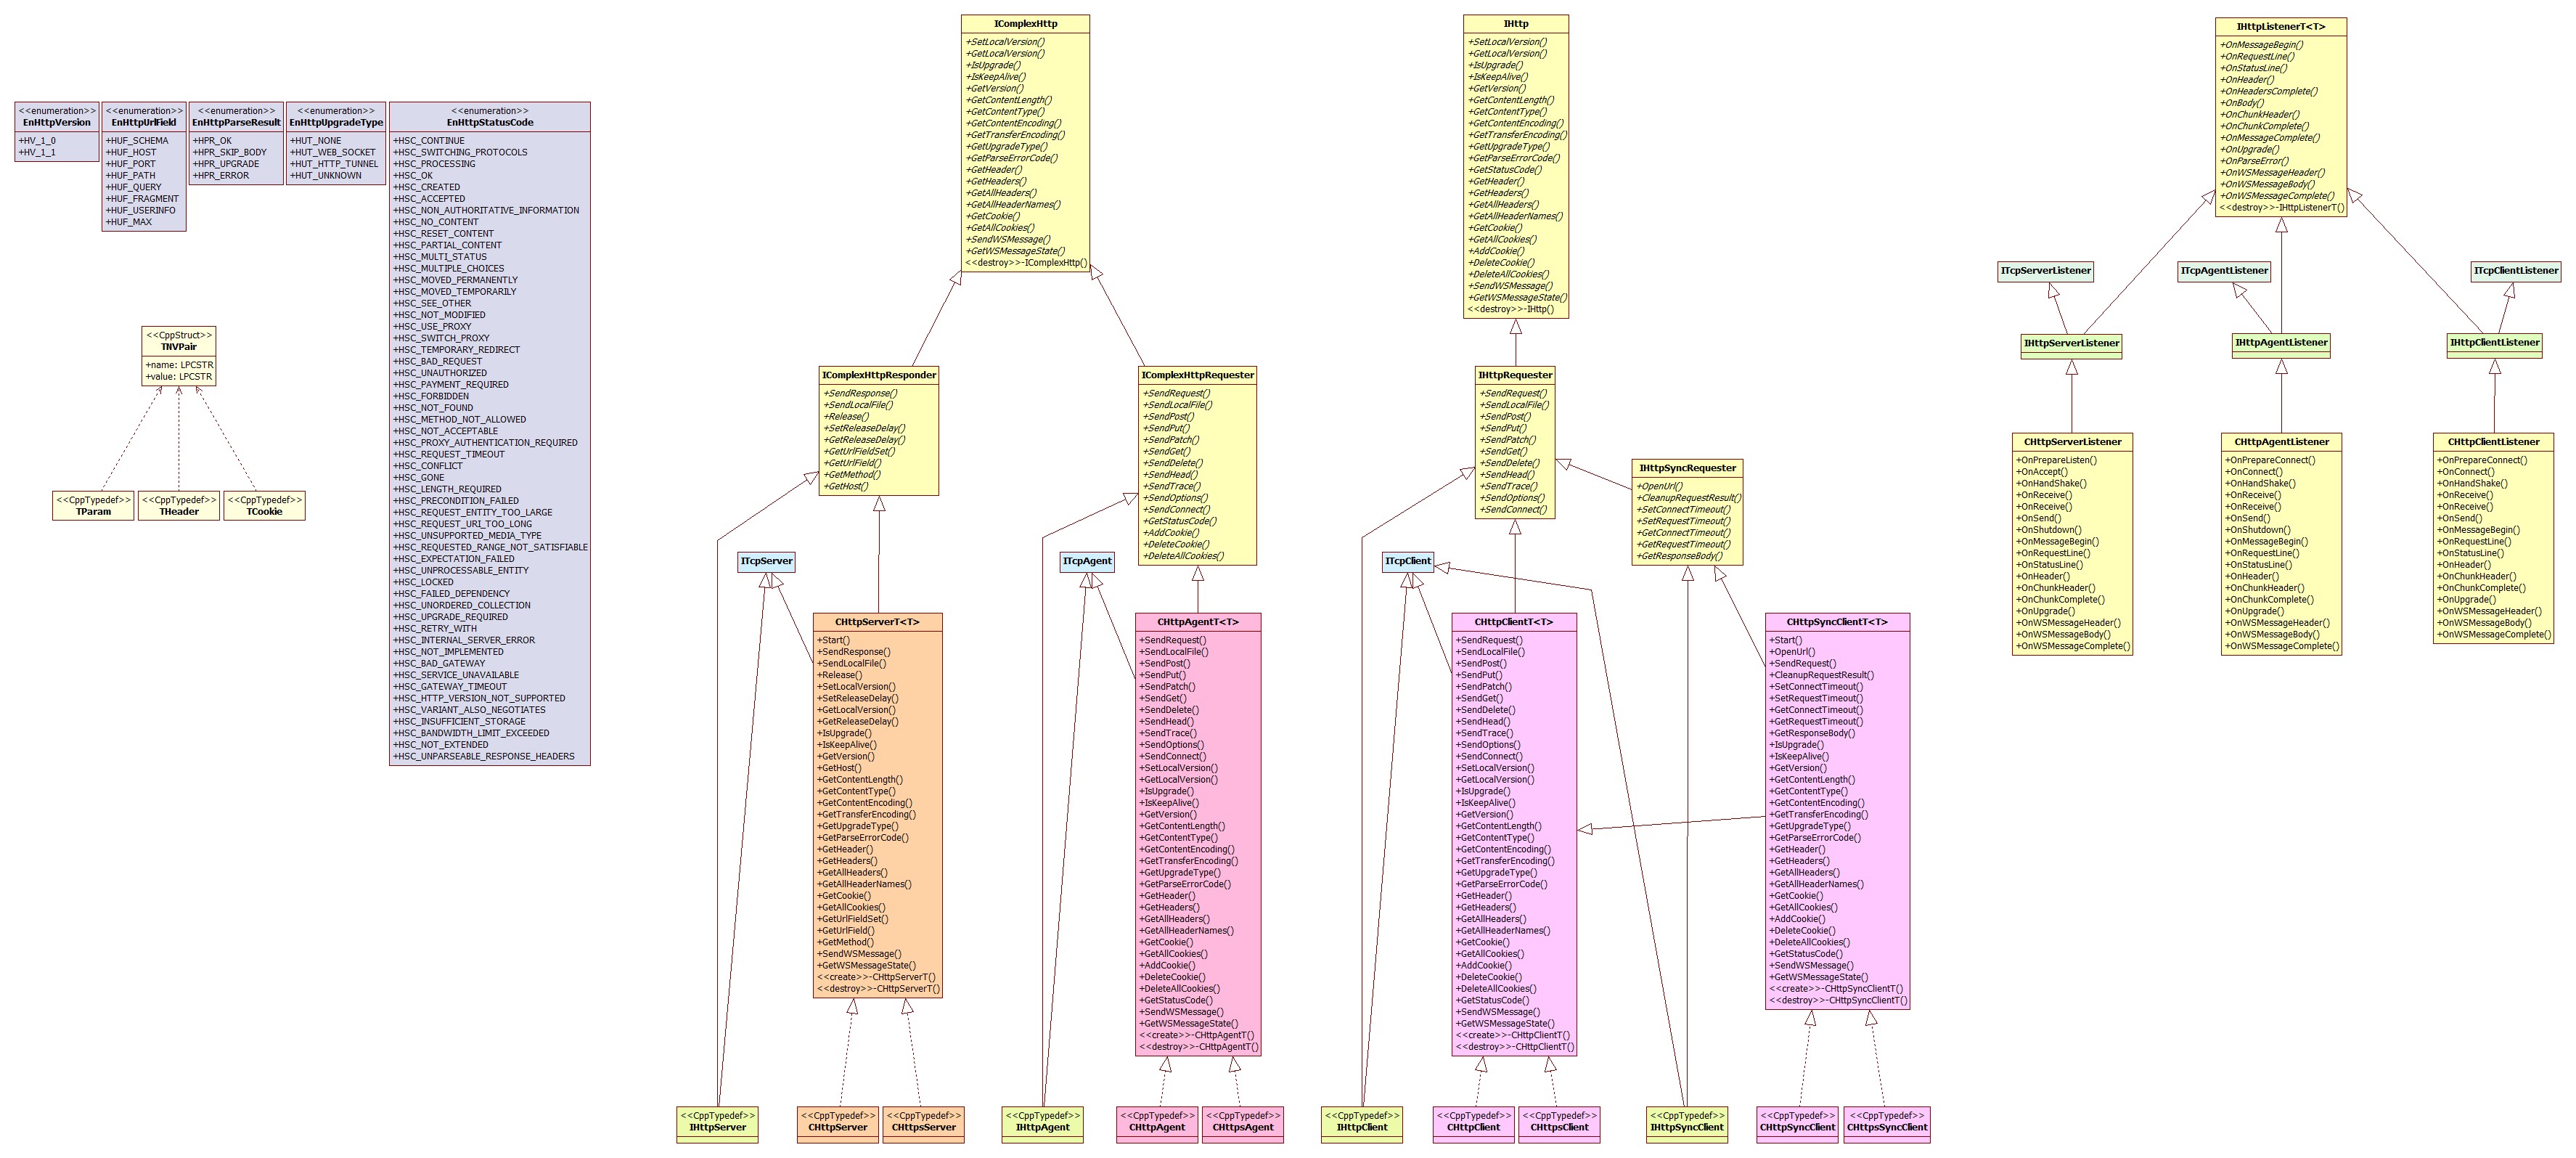 <<enumeration>>
EnHttpVersion
+HV_1_0
+HV_1_1
<<enumeration>>
EnHttpUrlField
+HUF_SCHEMA
+HUF_HOST
+HUF_PORT
+HUF_PATH
+HUF_QUERY
+HUF_FRAGMENT
+HUF_USERINFO
+HUF_MAX
<<enumeration>>
EnHttpParseResult
+HPR_OK
+HPR_SKIP_BODY
+HPR_UPGRADE
+HPR_ERROR
<<enumeration>>
EnHttpUpgradeType
+HUT_NONE
+HUT_WEB_SOCKET
+HUT_HTTP_TUNNEL
+HUT_UNKNOWN
<<enumeration>>
EnHttpStatusCode
+HSC_CONTINUE
+HSC_SWITCHING_PROTOCOLS
+HSC_PROCESSING
+HSC_OK
+HSC_CREATED
+HSC_ACCEPTED
+HSC_NON_AUTHORITATIVE_INFORMATION
+HSC_NO_CONTENT
+HSC_RESET_CONTENT
+HSC_PARTIAL_CONTENT
+HSC_MULTI_STATUS
+HSC_MULTIPLE_CHOICES
+HSC_MOVED_PERMANENTLY
+HSC_MOVED_TEMPORARILY
+HSC_SEE_OTHER
+HSC_NOT_MODIFIED
+HSC_USE_PROXY
+HSC_SWITCH_PROXY
+HSC_TEMPORARY_REDIRECT
+HSC_BAD_REQUEST
+HSC_UNAUTHORIZED
+HSC_PAYMENT_REQUIRED
+HSC_FORBIDDEN
+HSC_NOT_FOUND
+HSC_METHOD_NOT_ALLOWED
+HSC_NOT_ACCEPTABLE
+HSC_PROXY_AUTHENTICATION_REQUIRED
+HSC_REQUEST_TIMEOUT
+HSC_CONFLICT
+HSC_GONE
+HSC_LENGTH_REQUIRED
+HSC_PRECONDITION_FAILED
+HSC_REQUEST_ENTITY_TOO_LARGE
+HSC_REQUEST_URI_TOO_LONG
+HSC_UNSUPPORTED_MEDIA_TYPE
+HSC_REQUESTED_RANGE_NOT_SATISFIABLE
+HSC_EXPECTATION_FAILED
+HSC_UNPROCESSABLE_ENTITY
+HSC_LOCKED
+HSC_FAILED_DEPENDENCY
+HSC_UNORDERED_COLLECTION
+HSC_UPGRADE_REQUIRED
+HSC_RETRY_WITH
+HSC_INTERNAL_SERVER_ERROR
+HSC_NOT_IMPLEMENTED
+HSC_BAD_GATEWAY
+HSC_SERVICE_UNAVAILABLE
+HSC_GATEWAY_TIMEOUT
+HSC_HTTP_VERSION_NOT_SUPPORTED
+HSC_VARIANT_ALSO_NEGOTIATES
+HSC_INSUFFICIENT_STORAGE
+HSC_BANDWIDTH_LIMIT_EXCEEDED
+HSC_NOT_EXTENDED
+HSC_UNPARSEABLE_RESPONSE_HEADERS
<<CppStruct>>
TNVPair
+name: LPCSTR
+value: LPCSTR
<<CppTypedef>>
TParam
<<CppTypedef>>
THeader
<<CppTypedef>>
TCookie
IComplexHttp
+SetLocalVersion()
+GetLocalVersion()
+IsUpgrade()
+IsKeepAlive()
+GetVersion()
+GetContentLength()
+GetContentType()
+GetContentEncoding()
+GetTransferEncoding()
+GetUpgradeType()
+GetParseErrorCode()
+GetHeader()
+GetHeaders()
+GetAllHeaders()
+GetAllHeaderNames()
+GetCookie()
+GetAllCookies()
+SendWSMessage()
+GetWSMessageState()
<<destroy>>-IComplexHttp()
IComplexHttpResponder
+SendResponse()
+SendLocalFile()
+Release()
+SetReleaseDelay()
+GetReleaseDelay()
+GetUrlFieldSet()
+GetUrlField()
+GetMethod()
+GetHost()
IComplexHttpRequester
+SendRequest()
+SendLocalFile()
+SendPost()
+SendPut()
+SendPatch()
+SendGet()
+SendDelete()
+SendHead()
+SendTrace()
+SendOptions()
+SendConnect()
+GetStatusCode()
+AddCookie()
+DeleteCookie()
+DeleteAllCookies()
ITcpServer
ITcpAgent
CHttpServerT<T>
+Start()
+SendResponse()
+SendLocalFile()
+Release()
+SetLocalVersion()
+SetReleaseDelay()
+GetLocalVersion()
+GetReleaseDelay()
+IsUpgrade()
+IsKeepAlive()
+GetVersion()
+GetHost()
+GetContentLength()
+GetContentType()
+GetContentEncoding()
+GetTransferEncoding()
+GetUpgradeType()
+GetParseErrorCode()
+GetHeader()
+GetHeaders()
+GetAllHeaders()
+GetAllHeaderNames()
+GetCookie()
+GetAllCookies()
+GetUrlFieldSet()
+GetUrlField()
+GetMethod()
+SendWSMessage()
+GetWSMessageState()
<<create>>-CHttpServerT()
<<destroy>>-CHttpServerT()
CHttpAgentT<T>
+SendRequest()
+SendLocalFile()
+SendPost()
+SendPut()
+SendPatch()
+SendGet()
+SendDelete()
+SendHead()
+SendTrace()
+SendOptions()
+SendConnect()
+SetLocalVersion()
+GetLocalVersion()
+IsUpgrade()
+IsKeepAlive()
+GetVersion()
+GetContentLength()
+GetContentType()
+GetContentEncoding()
+GetTransferEncoding()
+GetUpgradeType()
+GetParseErrorCode()
+GetHeader()
+GetHeaders()
+GetAllHeaders()
+GetAllHeaderNames()
+GetCookie()
+GetAllCookies()
+AddCookie()
+DeleteCookie()
+DeleteAllCookies()
+GetStatusCode()
+SendWSMessage()
+GetWSMessageState()
<<create>>-CHttpAgentT()
<<destroy>>-CHttpAgentT()
<<CppTypedef>>
IHttpServer
<<CppTypedef>>
CHttpServer
<<CppTypedef>>
CHttpsServer
<<CppTypedef>>
IHttpAgent
<<CppTypedef>>
CHttpAgent
<<CppTypedef>>
CHttpsAgent
IHttp
+SetLocalVersion()
+GetLocalVersion()
+IsUpgrade()
+IsKeepAlive()
+GetVersion()
+GetContentLength()
+GetContentType()
+GetContentEncoding()
+GetTransferEncoding()
+GetUpgradeType()
+GetParseErrorCode()
+GetStatusCode()
+GetHeader()
+GetHeaders()
+GetAllHeaders()
+GetAllHeaderNames()
+GetCookie()
+GetAllCookies()
+AddCookie()
+DeleteCookie()
+DeleteAllCookies()
+SendWSMessage()
+GetWSMessageState()
<<destroy>>-IHttp()
IHttpRequester
+SendRequest()
+SendLocalFile()
+SendPost()
+SendPut()
+SendPatch()
+SendGet()
+SendDelete()
+SendHead()
+SendTrace()
+SendOptions()
+SendConnect()
IHttpSyncRequester
+OpenUrl()
+CleanupRequestResult()
+SetConnectTimeout()
+SetRequestTimeout()
+GetConnectTimeout()
+GetRequestTimeout()
+GetResponseBody()
ITcpClient
CHttpClientT<T>
+SendRequest()
+SendLocalFile()
+SendPost()
+SendPut()
+SendPatch()
+SendGet()
+SendDelete()
+SendHead()
+SendTrace()
+SendOptions()
+SendConnect()
+SetLocalVersion()
+GetLocalVersion()
+IsUpgrade()
+IsKeepAlive()
+GetVersion()
+GetContentLength()
+GetContentType()
+GetContentEncoding()
+GetTransferEncoding()
+GetUpgradeType()
+GetParseErrorCode()
+GetHeader()
+GetHeaders()
+GetAllHeaders()
+GetAllHeaderNames()
+GetCookie()
+GetAllCookies()
+AddCookie()
+DeleteCookie()
+DeleteAllCookies()
+GetStatusCode()
+SendWSMessage()
+GetWSMessageState()
<<create>>-CHttpClientT()
<<destroy>>-CHttpClientT()
CHttpSyncClientT<T>
+Start()
+OpenUrl()
+SendRequest()
+CleanupRequestResult()
+SetConnectTimeout()
+SetRequestTimeout()
+GetConnectTimeout()
+GetRequestTimeout()
+GetResponseBody()
+IsUpgrade()
+IsKeepAlive()
+GetVersion()
+GetContentLength()
+GetContentType()
+GetContentEncoding()
+GetTransferEncoding()
+GetUpgradeType()
+GetParseErrorCode()
+GetHeader()
+GetHeaders()
+GetAllHeaders()
+GetAllHeaderNames()
+GetCookie()
+GetAllCookies()
+AddCookie()
+DeleteCookie()
+DeleteAllCookies()
+GetStatusCode()
+SendWSMessage()
+GetWSMessageState()
<<create>>-CHttpSyncClientT()
<<destroy>>-CHttpSyncClientT()
<<CppTypedef>>
IHttpClient
<<CppTypedef>>
CHttpClient
<<CppTypedef>>
CHttpsClient
<<CppTypedef>>
IHttpSyncClient
<<CppTypedef>>
CHttpSyncClient
<<CppTypedef>>
CHttpsSyncClient
IHttpListenerT<T>
+OnMessageBegin()
+OnRequestLine()
+OnStatusLine()
+OnHeader()
+OnHeadersComplete()
+OnBody()
+OnChunkHeader()
+OnChunkComplete()
+OnMessageComplete()
+OnUpgrade()
+OnParseError()
+OnWSMessageHeader()
+OnWSMessageBody()
+OnWSMessageComplete()
<<destroy>>-IHttpListenerT()
ITcpServerListener
ITcpAgentListener
ITcpClientListener
IHttpServerListener
IHttpAgentListener
IHttpClientListener
CHttpServerListener
+OnPrepareListen()
+OnAccept()
+OnHandShake()
+OnReceive()
+OnReceive()
+OnSend()
+OnShutdown()
+OnMessageBegin()
+OnRequestLine()
+OnStatusLine()
+OnHeader()
+OnChunkHeader()
+OnChunkComplete()
+OnUpgrade()
+OnWSMessageHeader()
+OnWSMessageBody()
+OnWSMessageComplete()
CHttpAgentListener
+OnPrepareConnect()
+OnConnect()
+OnHandShake()
+OnReceive()
+OnReceive()
+OnSend()
+OnShutdown()
+OnMessageBegin()
+OnRequestLine()
+OnStatusLine()
+OnHeader()
+OnChunkHeader()
+OnChunkComplete()
+OnUpgrade()
+OnWSMessageHeader()
+OnWSMessageBody()
+OnWSMessageComplete()
CHttpClientListener
+OnPrepareConnect()
+OnConnect()
+OnHandShake()
+OnReceive()
+OnReceive()
+OnSend()
+OnMessageBegin()
+OnRequestLine()
+OnStatusLine()
+OnHeader()
+OnChunkHeader()
+OnChunkComplete()
+OnUpgrade()
+OnWSMessageHeader()
+OnWSMessageBody()
+OnWSMessageComplete()